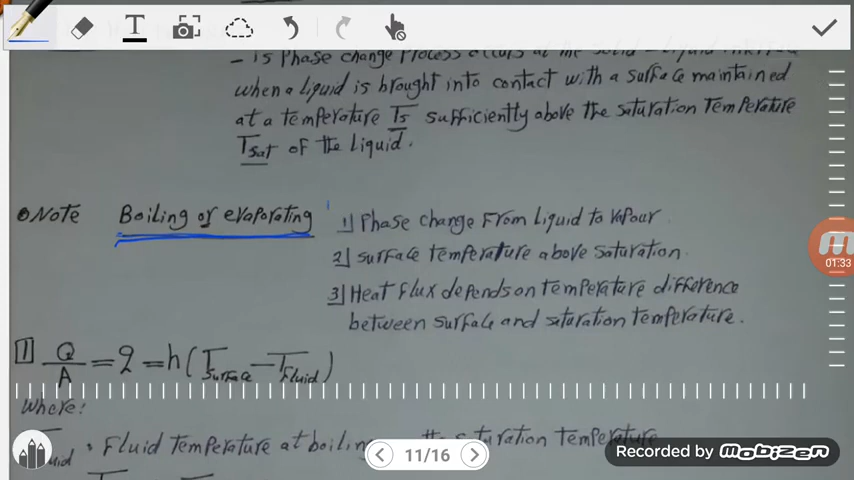 T
- is phase change process occurs at the solid - Liquid
when a Liquid is brought into contact with a surface maintained
at a temperature Ts sufficiently above the saturation Temperature
Tsat of the Liquid.
Note Boiling or evaporating 1) Phase change From Liquid to Vapour.
2) Surface temperature above saturation.
3) Heat Flux depends on temperature difference
between surface and saturation temperature.
01:33
1 Q/A = q = h(Tsurface - TFluid)
where:
Fluid Temperature at boiling saturation temperature
11/16
Recorded by mobizen